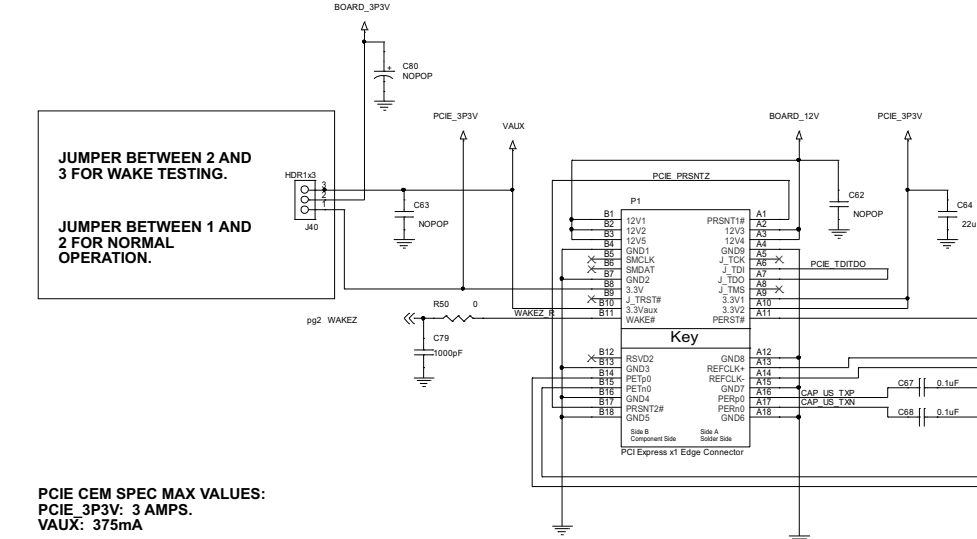 BOARD_3P3V
C80
NOPOP
PCIE_3P3V
VAUX
BOARD_12V
PCIE_3P3V
JUMPER BETWEEN 2 AND
3 FOR WAKE TESTING.
JUMPER BETWEEN 1 AND
2 FOR NORMAL
OPERATION.
HDR1x3
3
2
1
J40
C63
NOPOP
PCIE_PRSNTZ
C62
NOPOP
C64
22u
P1
B1 12V1 PRSNT1# A1
B2 12V2 12V3 A2
B3 12V5 12V4 A3
B4 GND1 GND9 A4
B5 SMCLK J_TCK A5
B6 SMDAT J_TDI A6 PCIE_TDITDO
B7 GND2 J_TDO A7
B8 3.3V J_TMS A8
B9 J_TRST# 3.3V1 A9
B10 3.3Vaux 3.3V2 A10
B11 WAKE# PERST# A11
pg2 WAKEZ
R50 0
WAKEZ_R
C79
1000pF
Key
B12 RSVD2 GND8 A12
B13 GND3 REFCLK+ A13
B14 PETp0 REFCLK- A14
B15 PETn0 GND7 A15
B16 GND4 PERp0 A16 CAP_US_TXP
B17 PRSNT2# PERn0 A17 CAP_US_TXN
B18 GND5 GND6 A18
C67 0.1uF
C68 0.1uF
Side B
Component Side
Side A
Solder Side
PCI Express x1 Edge Connector
PCIE CEM SPEC MAX VALUES:
PCIE_3P3V: 3 AMPS.
VAUX: 375mA